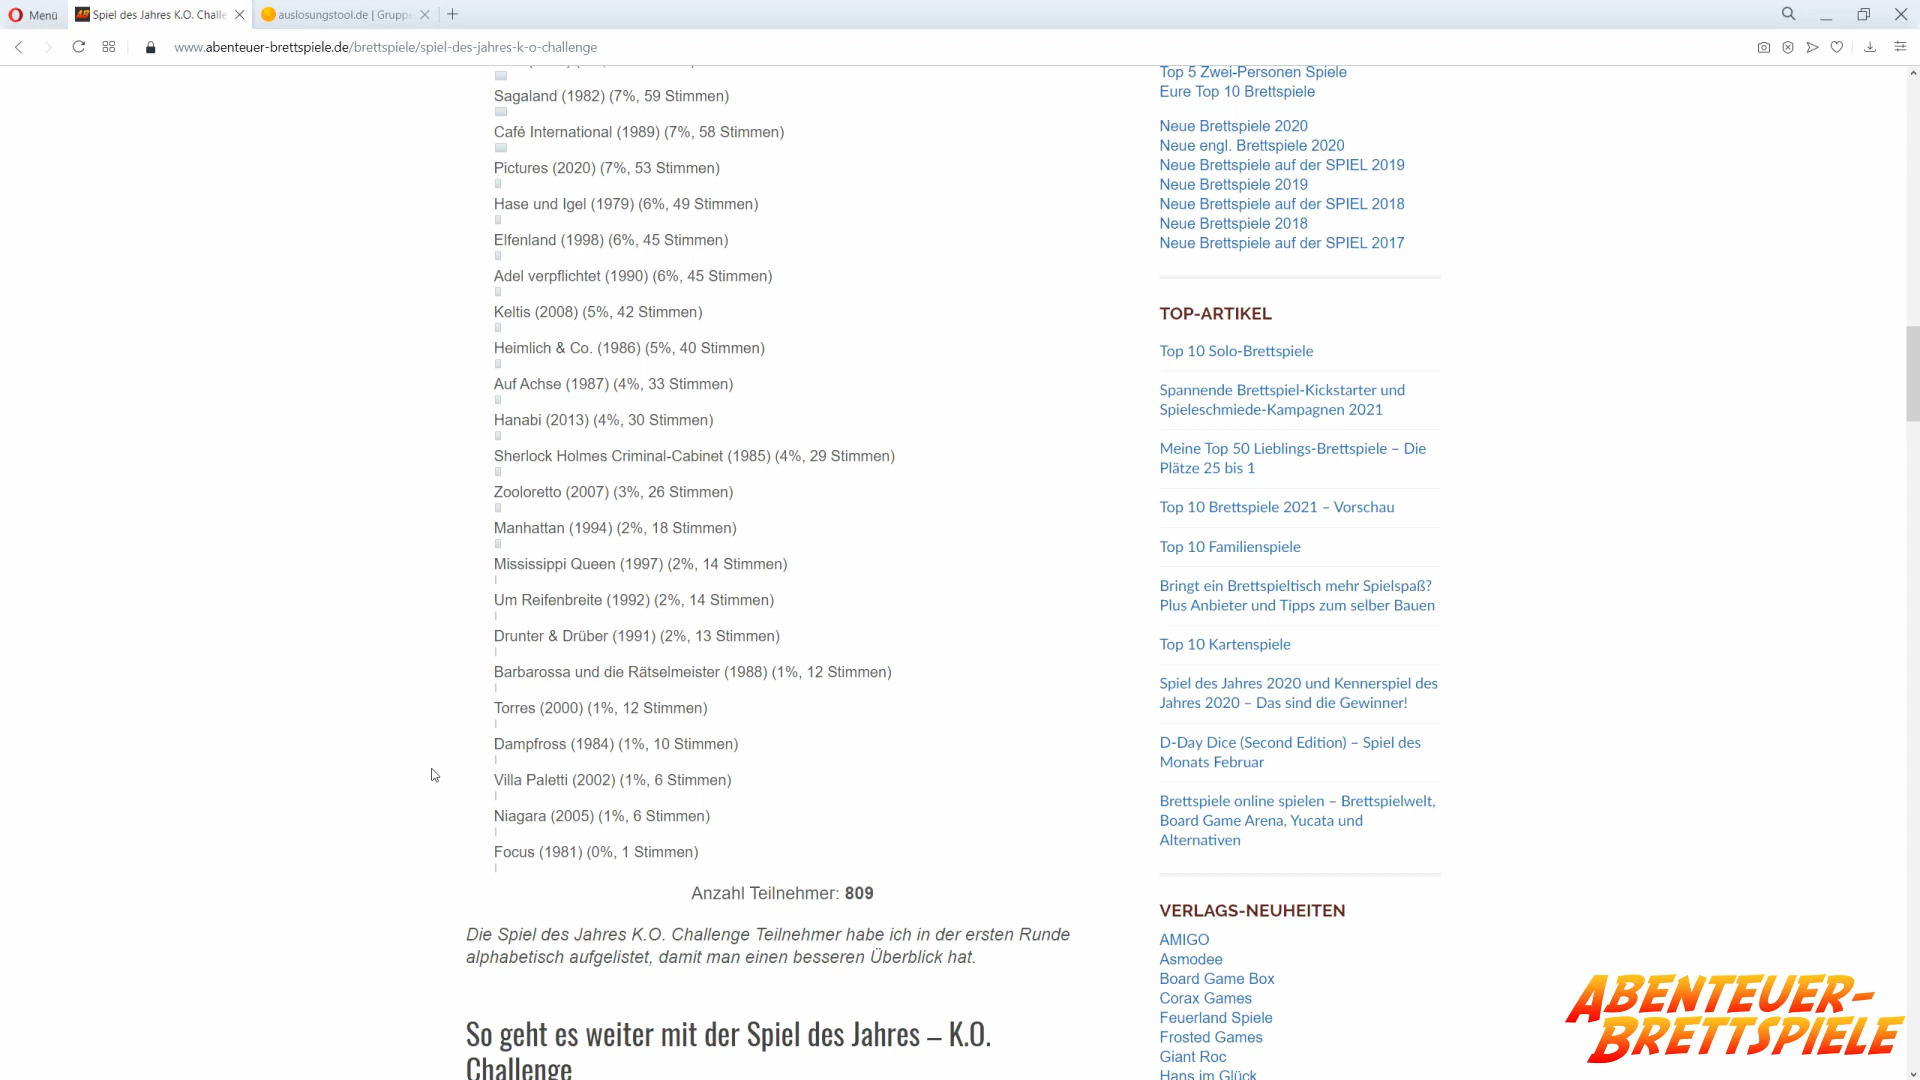 Menü
Spiel des Jahres K.O. Challe
auslosungstool.de | Grupp
www.abenteuer-brettspiele.de/brettspiele/spiel-des-jahres-k-o-challenge
Sagaland (1982) (7%, 59 Stimmen)
Café International (1989) (7%, 58 Stimmen)
Pictures (2020) (7%, 53 Stimmen)
Hase und Igel (1979) (6%, 49 Stimmen)
Elfenland (1998) (6%, 45 Stimmen)
Adel verpflichtet (1990) (6%, 45 Stimmen)
Keltis (2008) (5%, 42 Stimmen)
Heimlich & Co. (1986) (5%, 40 Stimmen)
Auf Achse (1987) (4%, 33 Stimmen)
Hanabi (2013) (4%, 30 Stimmen)
Sherlock Holmes Criminal-Cabinet (1985) (4%, 29 Stimmen)
Zooloretto (2007) (3%, 26 Stimmen)
Manhattan (1994) (2%, 18 Stimmen)
Mississippi Queen (1997) (2%, 14 Stimmen)
Um Reifenbreite (1992) (2%, 14 Stimmen)
Drunter & Drüber (1991) (2%, 13 Stimmen)
Barbarossa und die Rätselmeister (1988) (1%, 12 Stimmen)
Torres (2000) (1%, 12 Stimmen)
Dampfross (1984) (1%, 10 Stimmen)
Villa Paletti (2002) (1%, 6 Stimmen)
Niagara (2005) (1%, 6 Stimmen)
Focus (1981) (0%, 1 Stimmen)
Anzahl Teilnehmer: 809
Die Spiel des Jahres K.O. Challenge Teilnehmer habe ich in der ersten Runde
alphabetisch aufgelistet, damit man einen besseren Überblick hat.
So geht es weiter mit der Spiel des Jahres – K.O.
Challenge
Top 5 Zwei-Personen Spiele
Eure Top 10 Brettspiele
Neue Brettspiele 2020
Neue engl. Brettspiele 2020
Neue Brettspiele auf der SPIEL 2019
Neue Brettspiele 2019
Neue Brettspiele auf der SPIEL 2018
Neue Brettspiele 2018
Neue Brettspiele auf der SPIEL 2017
TOP-ARTIKEL
Top 10 Solo-Brettspiele
Spannende Brettspiel-Kickstarter und
Spieleschmiede-Kampagnen 2021
Meine Top 50 Lieblings-Brettspiele – Die
Plätze 25 bis 1
Top 10 Brettspiele 2021 – Vorschau
Top 10 Familienspiele
Bringt ein Brettspieltisch mehr Spielspaß?
Plus Anbieter und Tipps zum selber Bauen
Top 10 Kartenspiele
Spiel des Jahres 2020 und Kennerspiel des
Jahres 2020 – Das sind die Gewinner!
D-Day Dice (Second Edition) – Spiel des
Monats Februar
Brettspiele online spielen – Brettspielwelt,
Board Game Arena, Yucata und
Alternativen
VERLAGS-NEUHEITEN
AMIGO
Asmodee
Board Game Box
Corax Games
Feuerland Spiele
Frosted Games
Giant Roc
Hans im Glück
ABENTEUER-
BRETTSPIELE